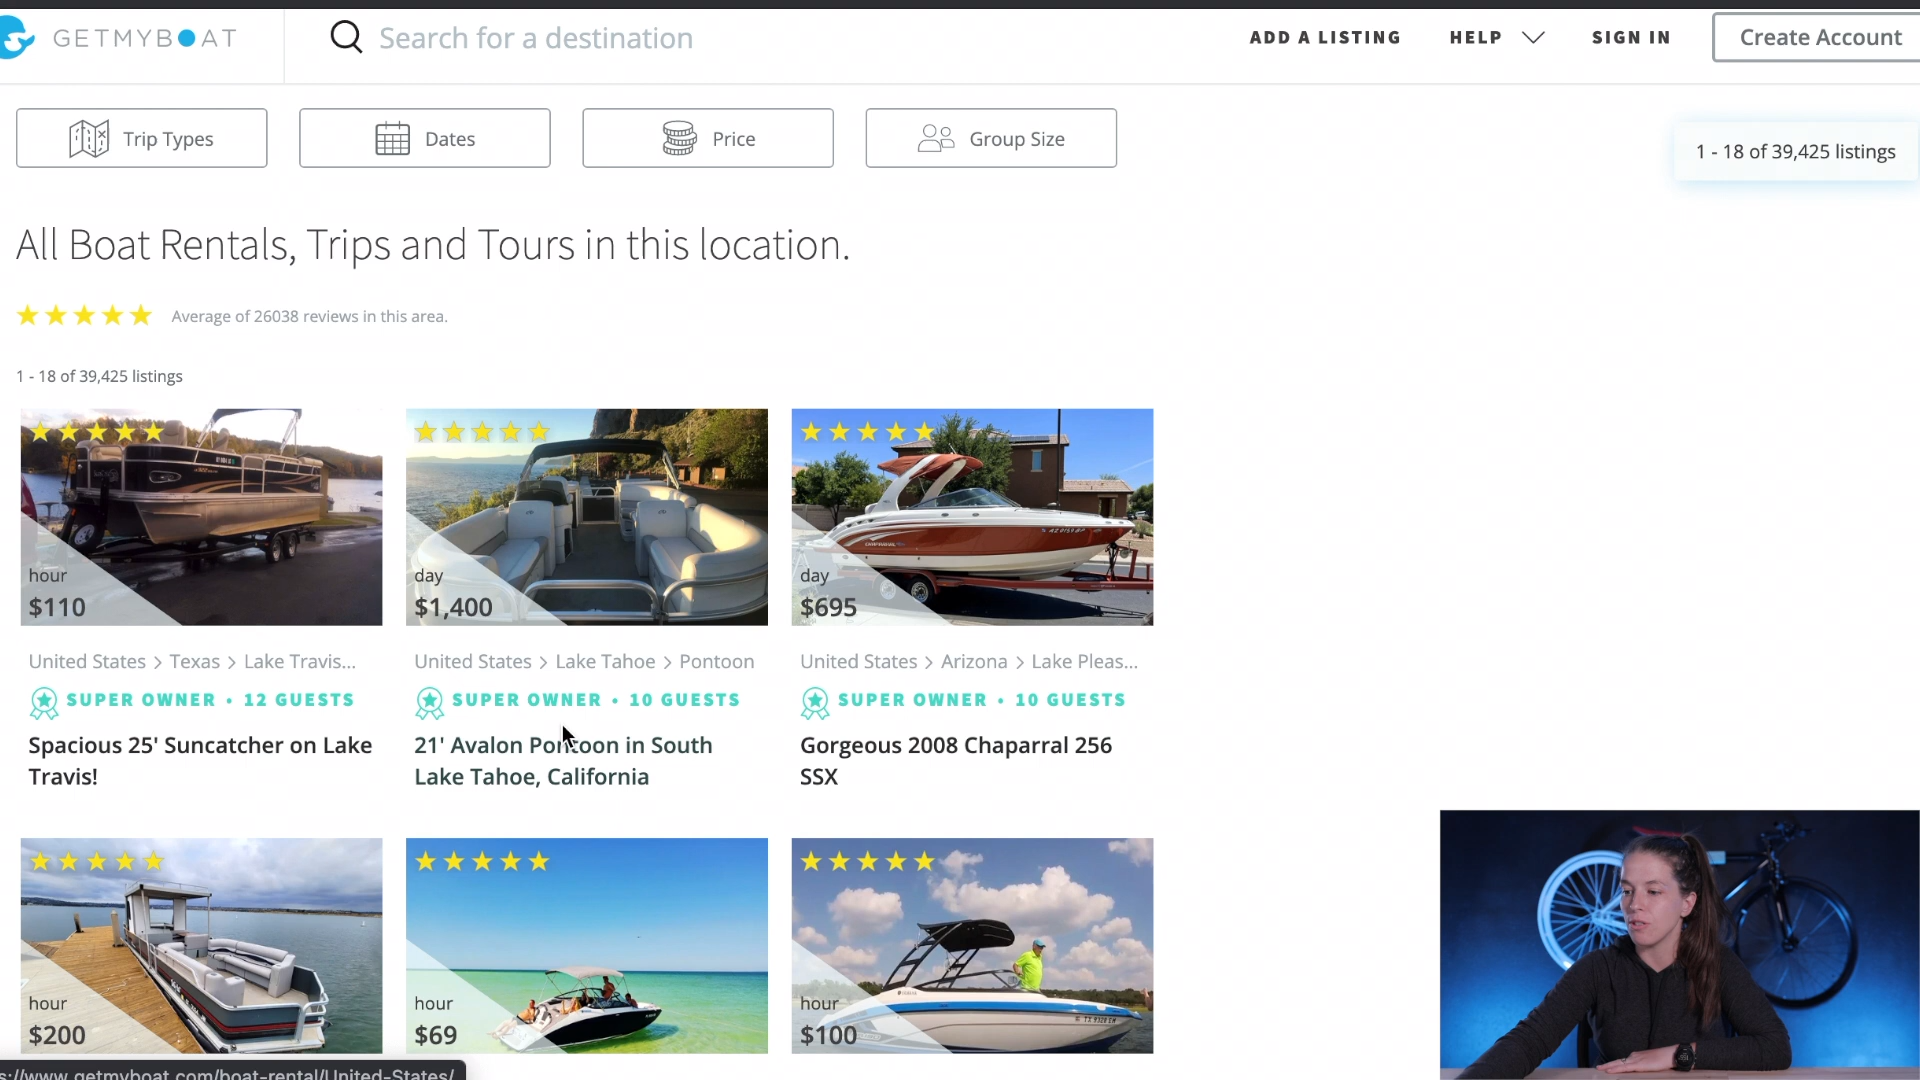 GETMYBOAT
Search for a destination
ADD A LISTING
HELP
SIGN IN
Create Account
Trip Types
Dates
Price
Group Size
1 - 18 of 39,425 listings
All Boat Rentals, Trips and Tours in this location.
Average of 26038 reviews in this area.
1 - 18 of 39,425 listings
hour
$110
day
$1,400
day
$695
United States > Texas > Lake Travis...
United States > Lake Tahoe > Pontoon
United States > Arizona > Lake Pleas...
SUPER OWNER • 12 GUESTS
SUPER OWNER • 10 GUESTS
SUPER OWNER • 10 GUESTS
Spacious 25' Suncatcher on Lake
Travis!
21' Avalon Pontoon in South
Lake Tahoe, California
Gorgeous 2008 Chaparral 256
SSX
hour
$200
hour
$69
hour
$100
s://www.getmyboat.com/boat-rental/United-States/